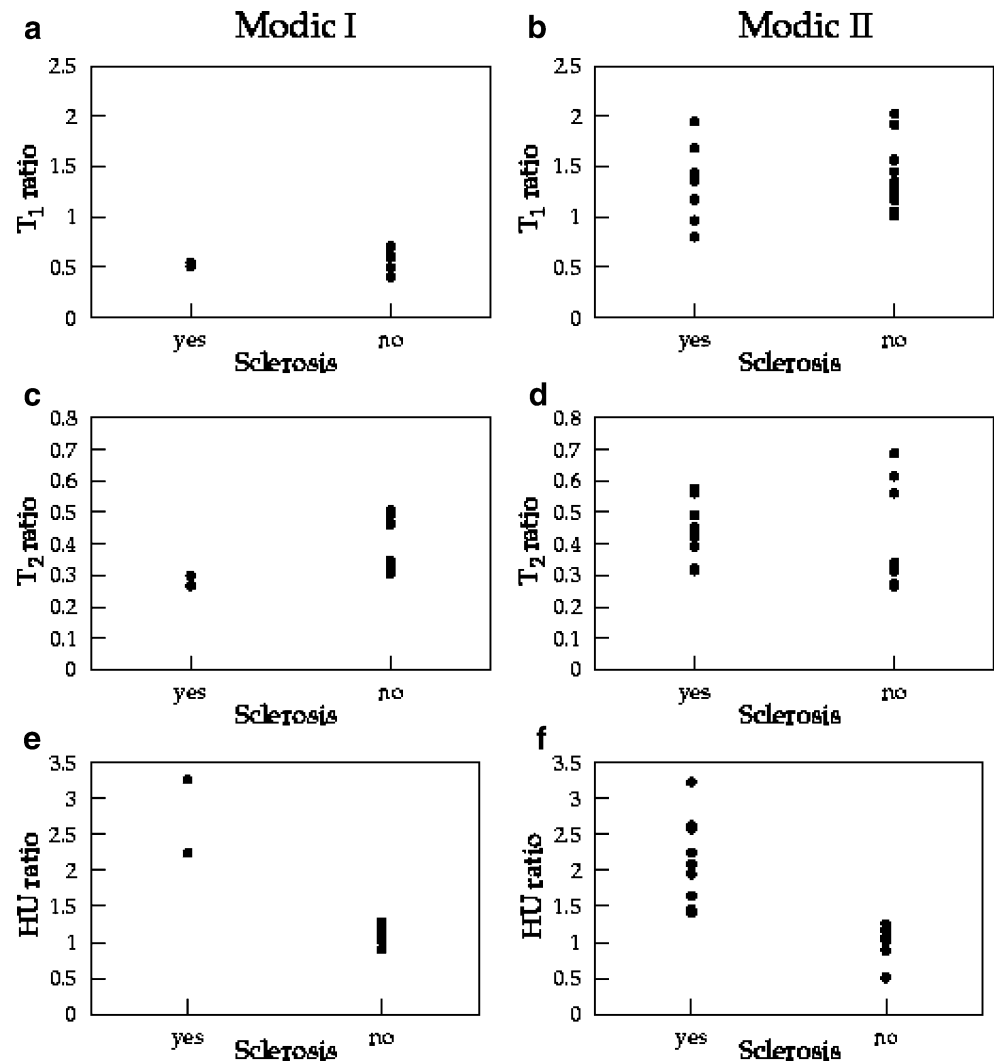 a Modic I
2.5
2
1.5
1
0.5
0
T1 ratio
yes no
Sclerosis
b Modic II
2.5
2
1.5
1
0.5
0
T1 ratio
yes no
Sclerosis
c
0.8
0.7
0.6
0.5
0.4
0.3
0.2
0.1
0
T2 ratio
yes no
Sclerosis
d
0.8
0.7
0.6
0.5
0.4
0.3
0.2
0.1
0
T2 ratio
yes no
Sclerosis
e
3.5
3
2.5
2
1.5
1
0.5
0
HU ratio
yes no
Sclerosis
f
3.5
3
2.5
2
1.5
1
0.5
0
HU ratio
yes no
Sclerosis